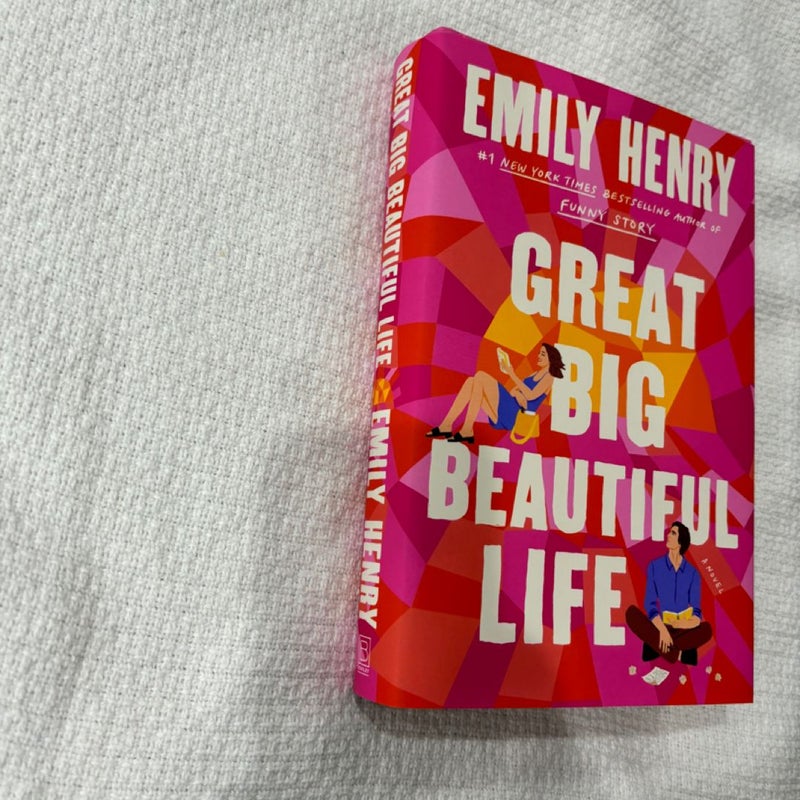 GREAT BIG BEAUTIFUL LIFE EMILY HENRY
EMILY HENRY
#1 NEW YORK TIMES BESTSELLING AUTHOR OF
FUNNY STORY
GREAT
BIG
BEAUTIFUL
LIFE
A NOVEL